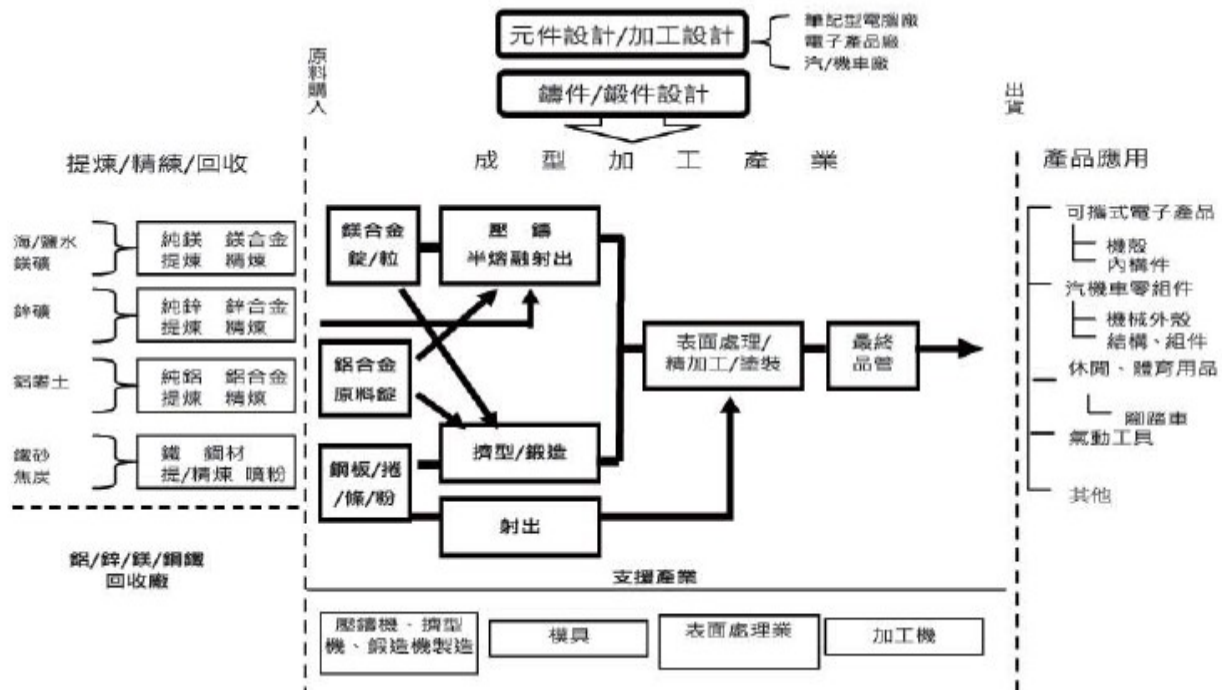 元件設計/加工設計
筆記型電腦廠
電子產品廠
汽/機車廠
鑄件/鍛件設計
原料購入
出貨
提煉/精練/回收
成型加工產業
產品應用
海/鹽水
鎂礦
純鎂 鎂合金
提煉 精煉
鋅礦
純鋅 鋅合金
提煉 精煉
鋁礬土
純鋁 鋁合金
提煉 精煉
鐵砂
焦炭
鐵 鋼材
提/精煉 噴粉
鋁/鋅/鎂/鋼鐵
回收廠
鎂合金
錠/粒
壓鑄
半熔融射出
鋁合金
原料錠
擠型/鍛造
鋼板/捲
/條/粉
射出
表面處理/
精加工/塗裝
最終
品管
可攜式電子產品
機殼
內構件
汽機車零組件
機械外殼
結構、組件
休閒、體育用品
腳踏車
氣動工具
其他
支援產業
壓鑄機、擠型
機、鍛造機製造
模具
表面處理業
加工機